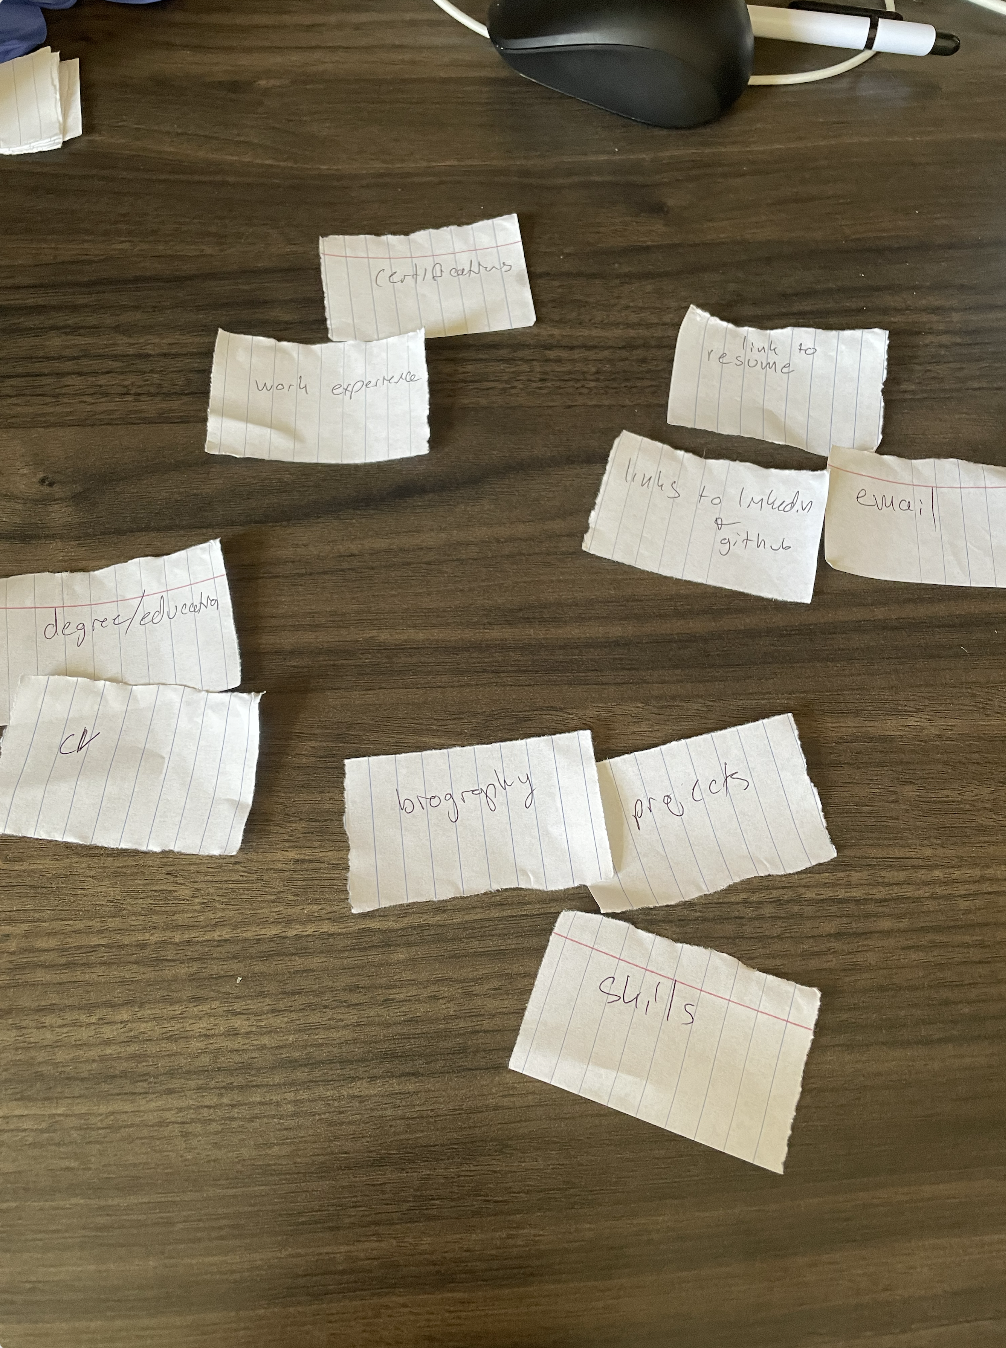 certifications
work experience
link to
resume
links to linkedin
&
github
email
degree/education
CV
biography
projects
skills